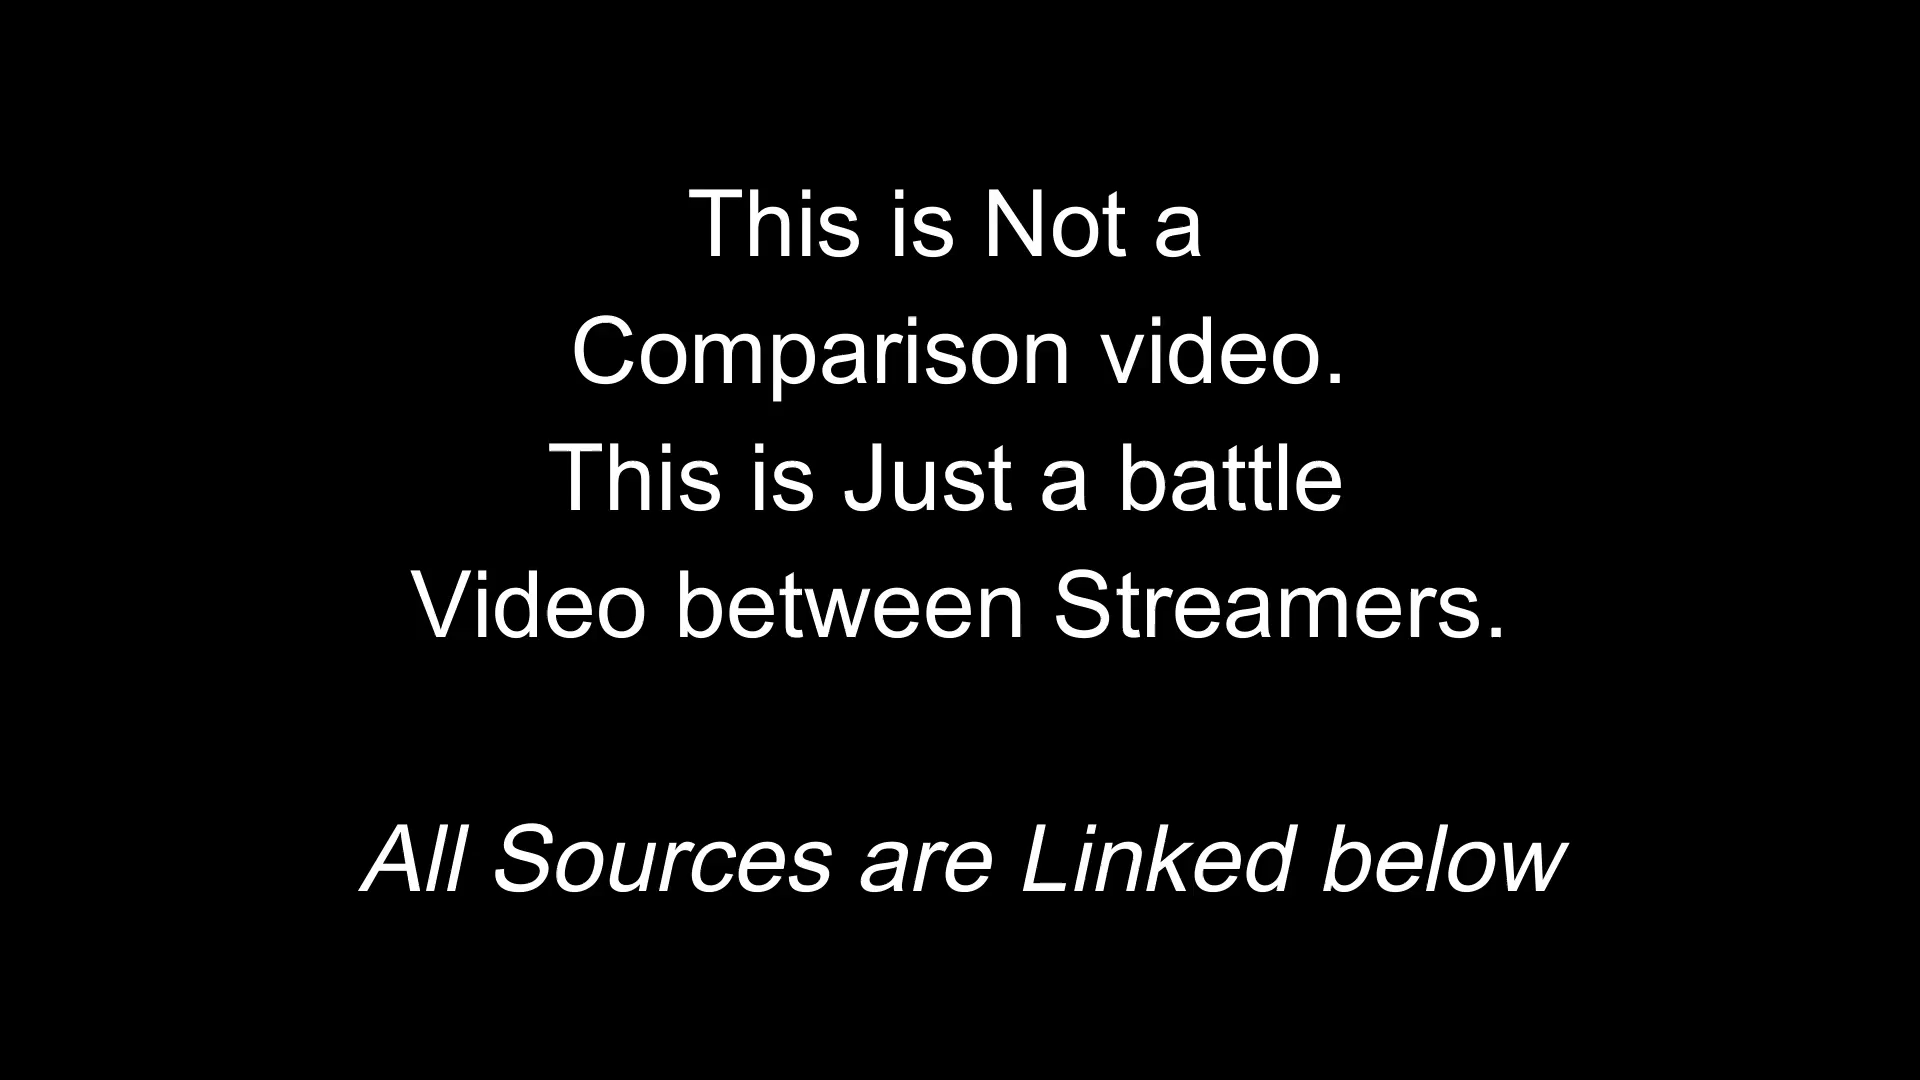 This is Not a
Comparison video.
This is Just a battle
Video between Streamers.
All Sources are Linked below